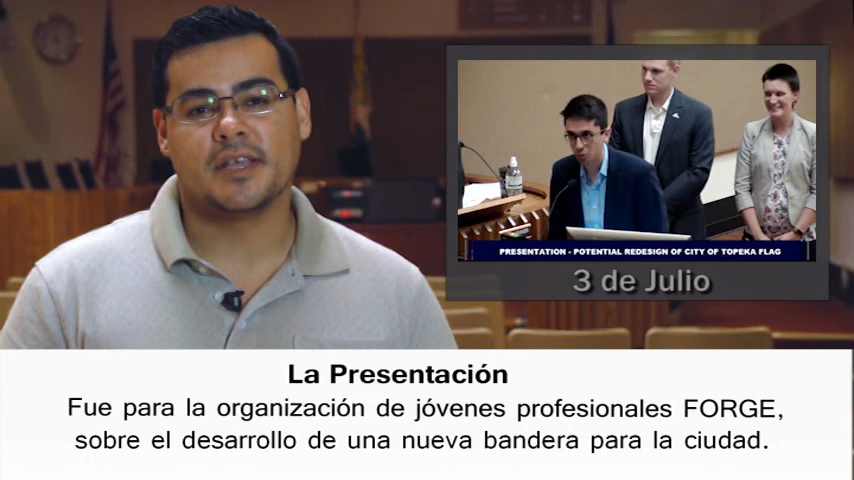 PRESENTATION - POTENTIAL REDESIGN OF CITY OF TOPEKA FLAG
3 de Julio
La Presentación
Fue para la organización de jóvenes profesionales FORGE,
sobre el desarrollo de una nueva bandera para la ciudad.